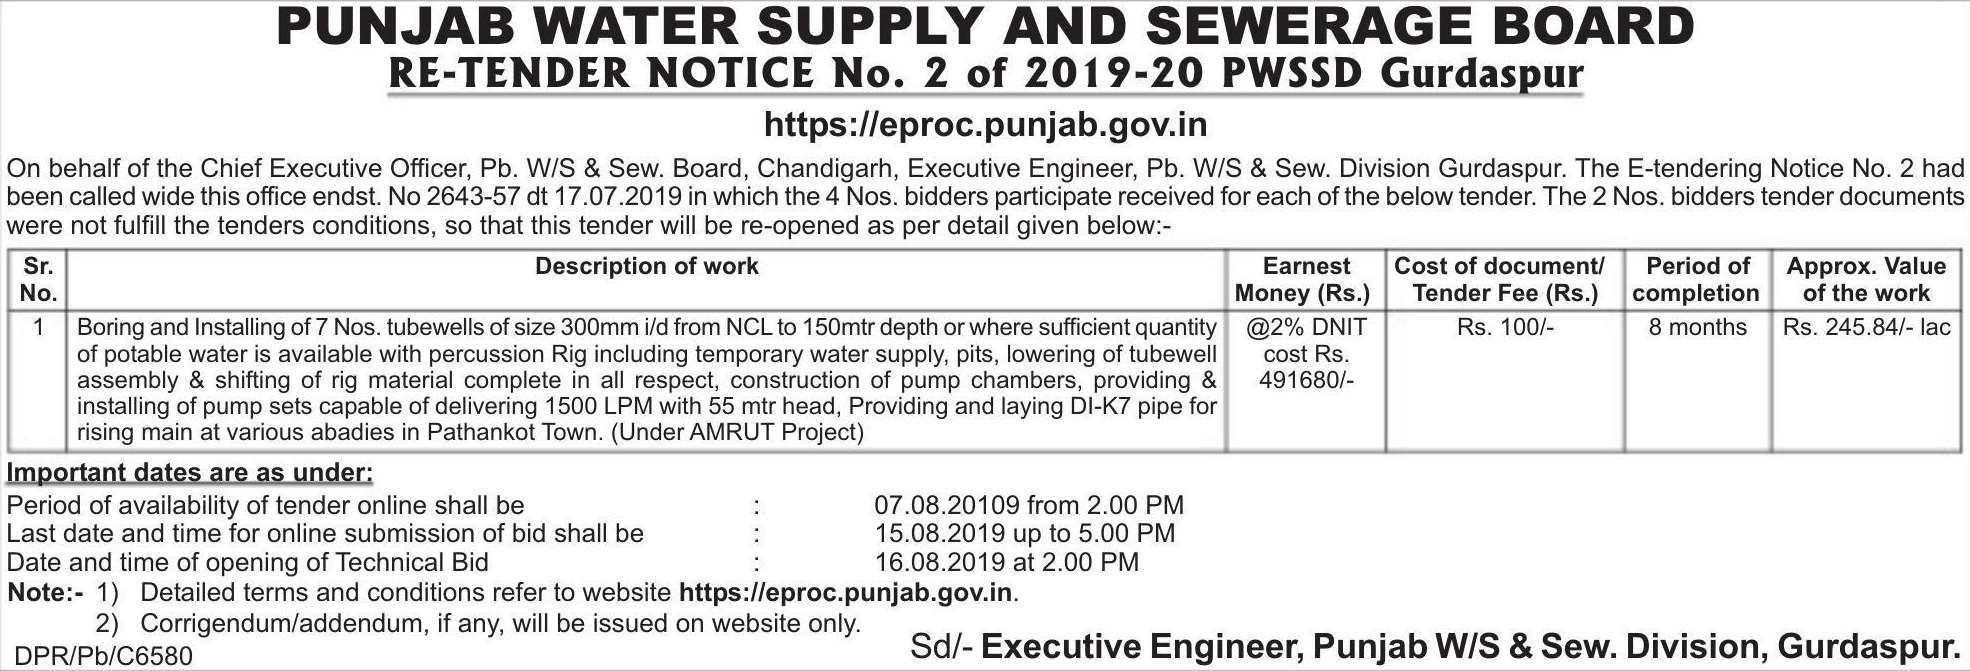 PUNJAB WATER SUPPLY AND SEWERAGE BOARD
RE-TENDER NOTICE No. 2 of 2019-20 PWSSD Gurdaspur
https://eproc.punjab.gov.in
On behalf of the Chief Executive Officer, Pb. W/S & Sew. Board, Chandigarh, Executive Engineer, Pb. W/S & Sew. Division Gurdaspur. The E-tendering Notice No. 2 had
been called wide this office endst. No 2643-57 dt 17.07.2019 in which the 4 Nos. bidders participate received for each of the below tender. The 2 Nos. bidders tender documents
were not fulfill the tenders conditions, so that this tender will be re-opened as per detail given below:-
Sr. No. Description of work Earnest Money (Rs.) Cost of document/ Tender Fee (Rs.) Period of completion Approx. Value of the work
1 Boring and Installing of 7 Nos. tubewells of size 300mm i/d from NCL to 150mtr depth or where sufficient quantity
of potable water is available with percussion Rig including temporary water supply, pits, lowering of tubewell
assembly & shifting of rig material complete in all respect, construction of pump chambers, providing &
installing of pump sets capable of delivering 1500 LPM with 55 mtr head, Providing and laying DI-K7 pipe for
rising main at various abadies in Pathankot Town. (Under AMRUT Project)
@2% DNIT
cost Rs.
491680/-
Rs. 100/-
8 months
Rs. 245.84/- lac
Important dates are as under:
Period of availability of tender online shall be : 07.08.20109 from 2.00 PM
Last date and time for online submission of bid shall be : 15.08.2019 up to 5.00 PM
Date and time of opening of Technical Bid : 16.08.2019 at 2.00 PM
Note:- 1) Detailed terms and conditions refer to website https://eproc.punjab.gov.in.
2) Corrigendum/addendum, if any, will be issued on website only.
DPR/Pb/C6580
Sd/- Executive Engineer, Punjab W/S & Sew. Division, Gurdaspur.